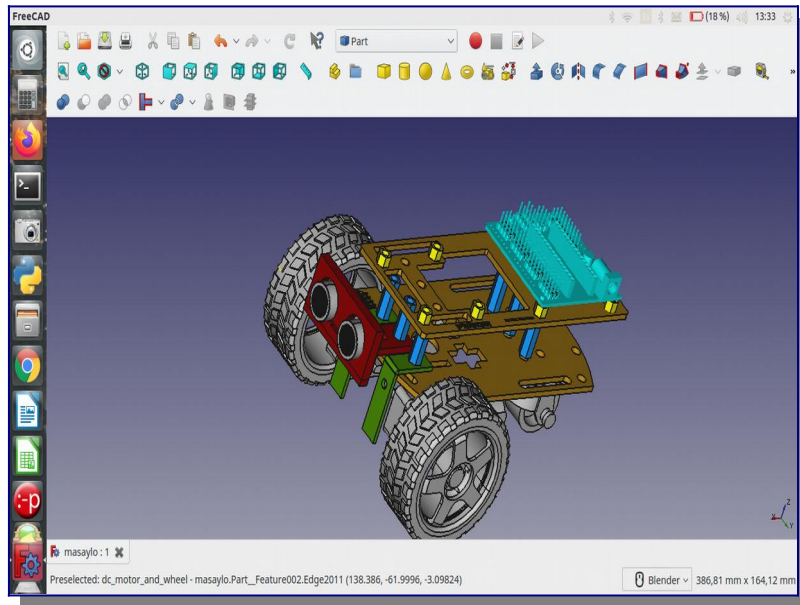 FreeCAD
(18 %)
13:33
Part
»
:-p
masaylo : 1
Preselected: dc_motor_and_wheel - masaylo.Part__Feature002.Edge2011 (138.386, -61.9996, -3.09824)
Blender
386,81 mm x 164,12 mm
Z
X
Y